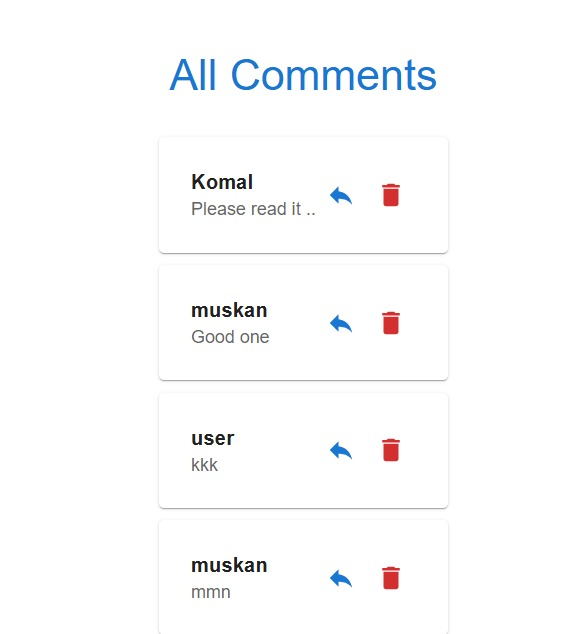 All Comments
Komal
Please read it ..
muskan
Good one
user
kkk
muskan
mmn